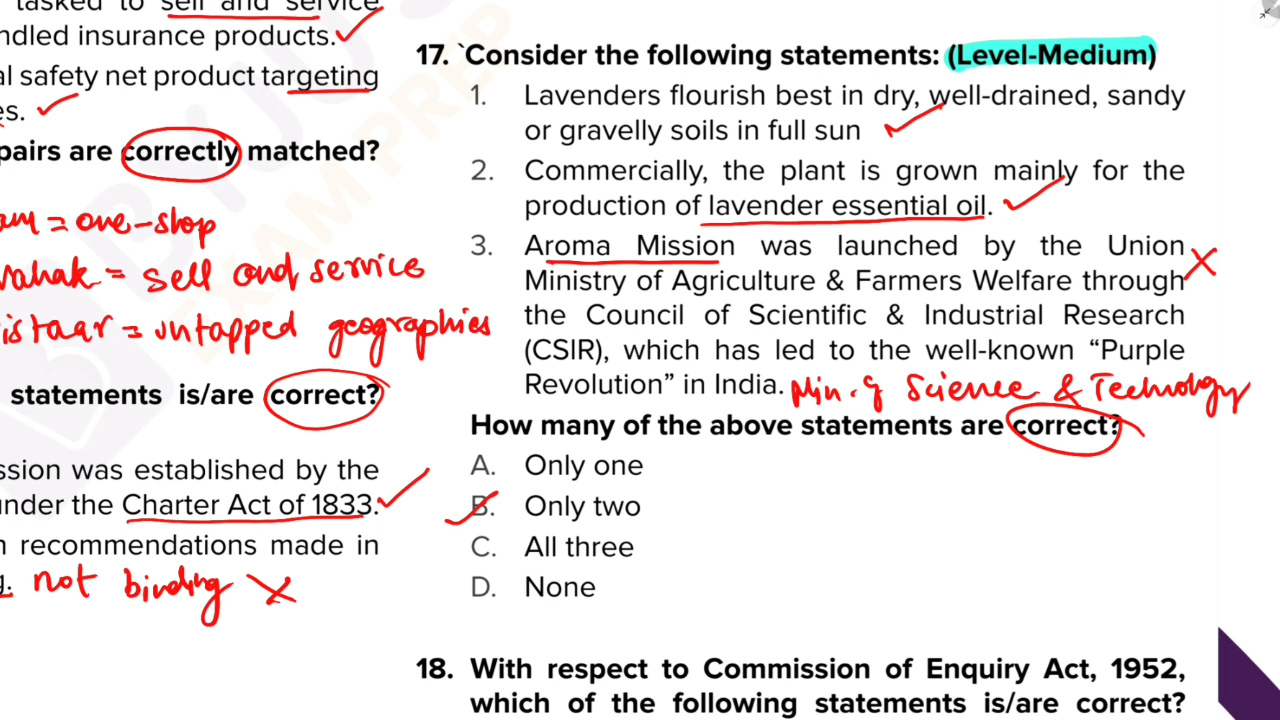 tasked to sell and service
ndled insurance products.
al safety net product targeting
es.
pairs are correctly matched?
= one-stop
vahak = sell and service
istaar = untapped geographies
statements is/are correct?
ssion was established by the
under the Charter Act of 1833.
n recommendations made in
g. not binding
17. `Consider the following statements: (Level-Medium)
1. Lavenders flourish best in dry, well-drained, sandy
or gravelly soils in full sun
2. Commercially, the plant is grown mainly for the
production of lavender essential oil.
3. Aroma Mission was launched by the Union
Ministry of Agriculture & Farmers Welfare through
the Council of Scientific & Industrial Research
(CSIR), which has led to the well-known “Purple
Revolution” in India. Min. of Science & Technology
How many of the above statements are correct?
A. Only one
B. Only two
C. All three
D. None
18. With respect to Commission of Enquiry Act, 1952,
which of the following statements is/are correct?
EXAM PREP